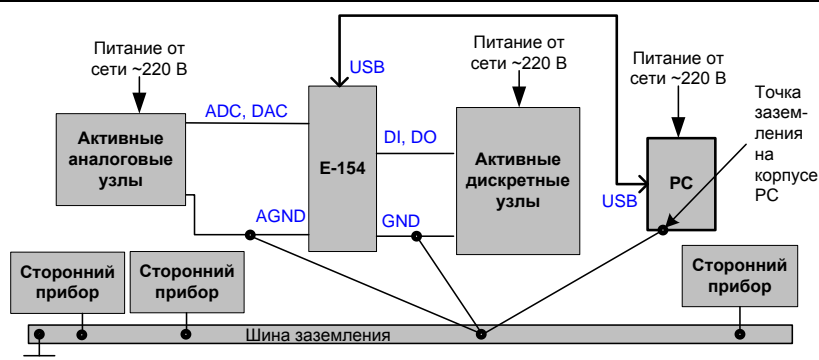 Питание от
сети ~220 В
USB
Питание от
сети ~220 В
Питание от
сети ~220 В
Точка
зазем-
ления
на
корпусе
PC
ADC, DAC
Активные
аналоговые
узлы
E-154
DI, DO
Активные
дискретные
узлы
USB
PC
AGND
GND
Сторонний
прибор
Сторонний
прибор
Сторонний
прибор
Шина заземления